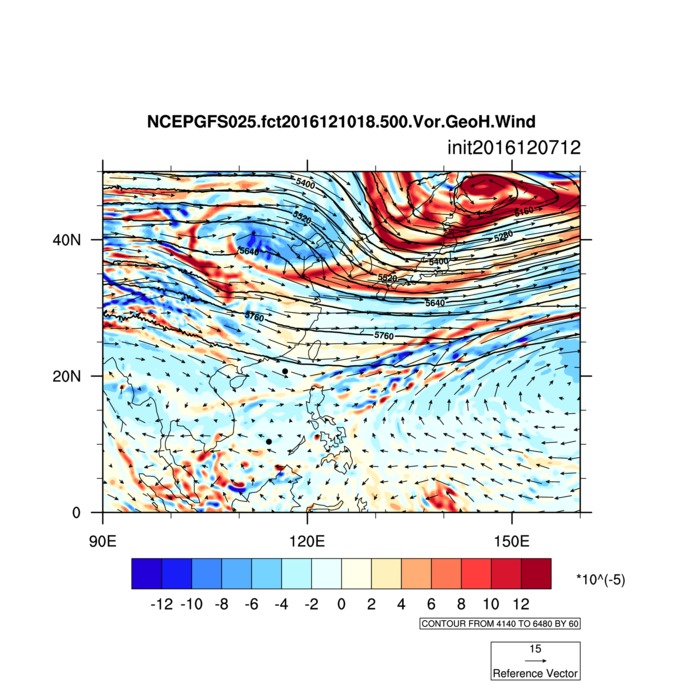 NCEPGFS025.fct2016121018.500.Vor.GeoH.Wind
init2016120712
5400
5520
5160
40N
5640
5280
5400
5520
5640
5760
5760
20N
0
90E 120E 150E
-12 -10 -8 -6 -4 -2 0 2 4 6 8 10 12
*10^(-5)
CONTOUR FROM 4140 TO 6480 BY 60
15
Reference Vector